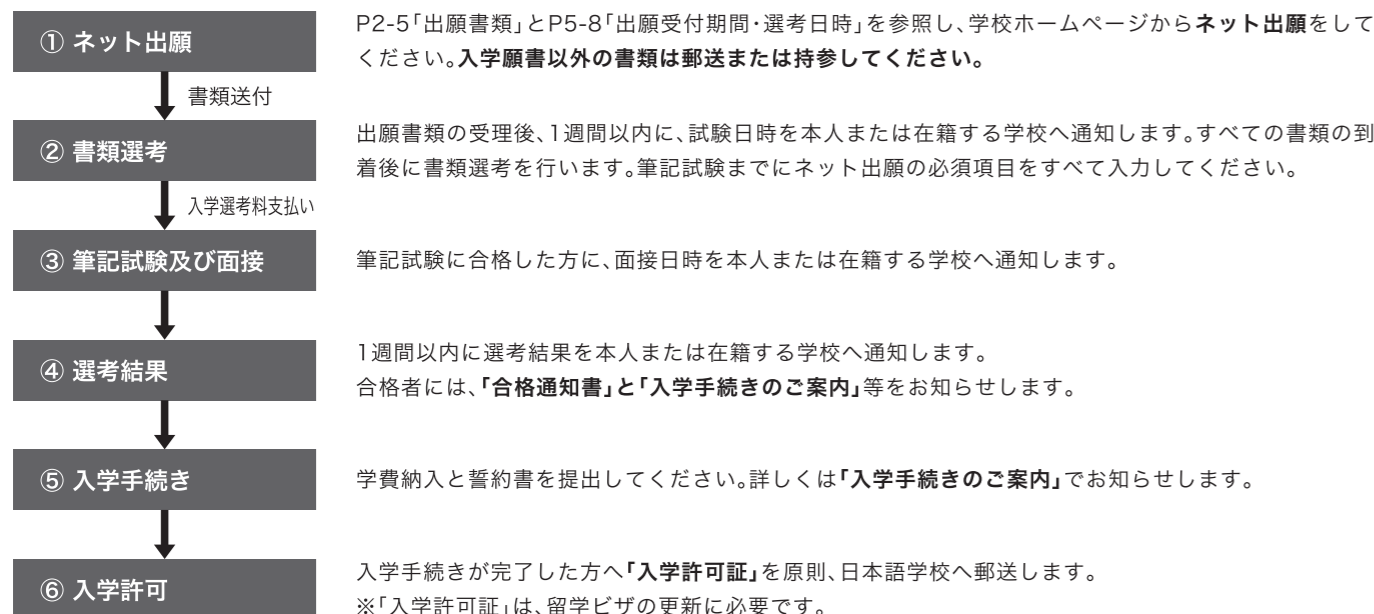 ① ネット出願
P2-5「出願書類」とP5-8「出願受付期間・選考日時」を参照し、学校ホームページからネット出願をして
ください。入学願書以外の書類は郵送または持参してください。
書類送付
② 書類選考
出願書類の受理後、1週間以内に、試験日時を本人または在籍する学校へ通知します。すべての書類の到
着後に書類選考を行います。筆記試験までにネット出願の必須項目をすべて入力してください。
入学選考料支払い
③ 筆記試験及び面接
筆記試験に合格した方に、面接日時を本人または在籍する学校へ通知します。
④ 選考結果
1週間以内に選考結果を本人または在籍する学校へ通知します。
合格者には、「合格通知書」と「入学手続きのご案内」等をお知らせします。
⑤ 入学手続き
学費納入と誓約書を提出してください。詳しくは「入学手続きのご案内」でお知らせします。
⑥ 入学許可
入学手続きが完了した方へ「入学許可証」を原則、日本語学校へ郵送します。
※「入学許可証」は、留学ビザの更新に必要です。